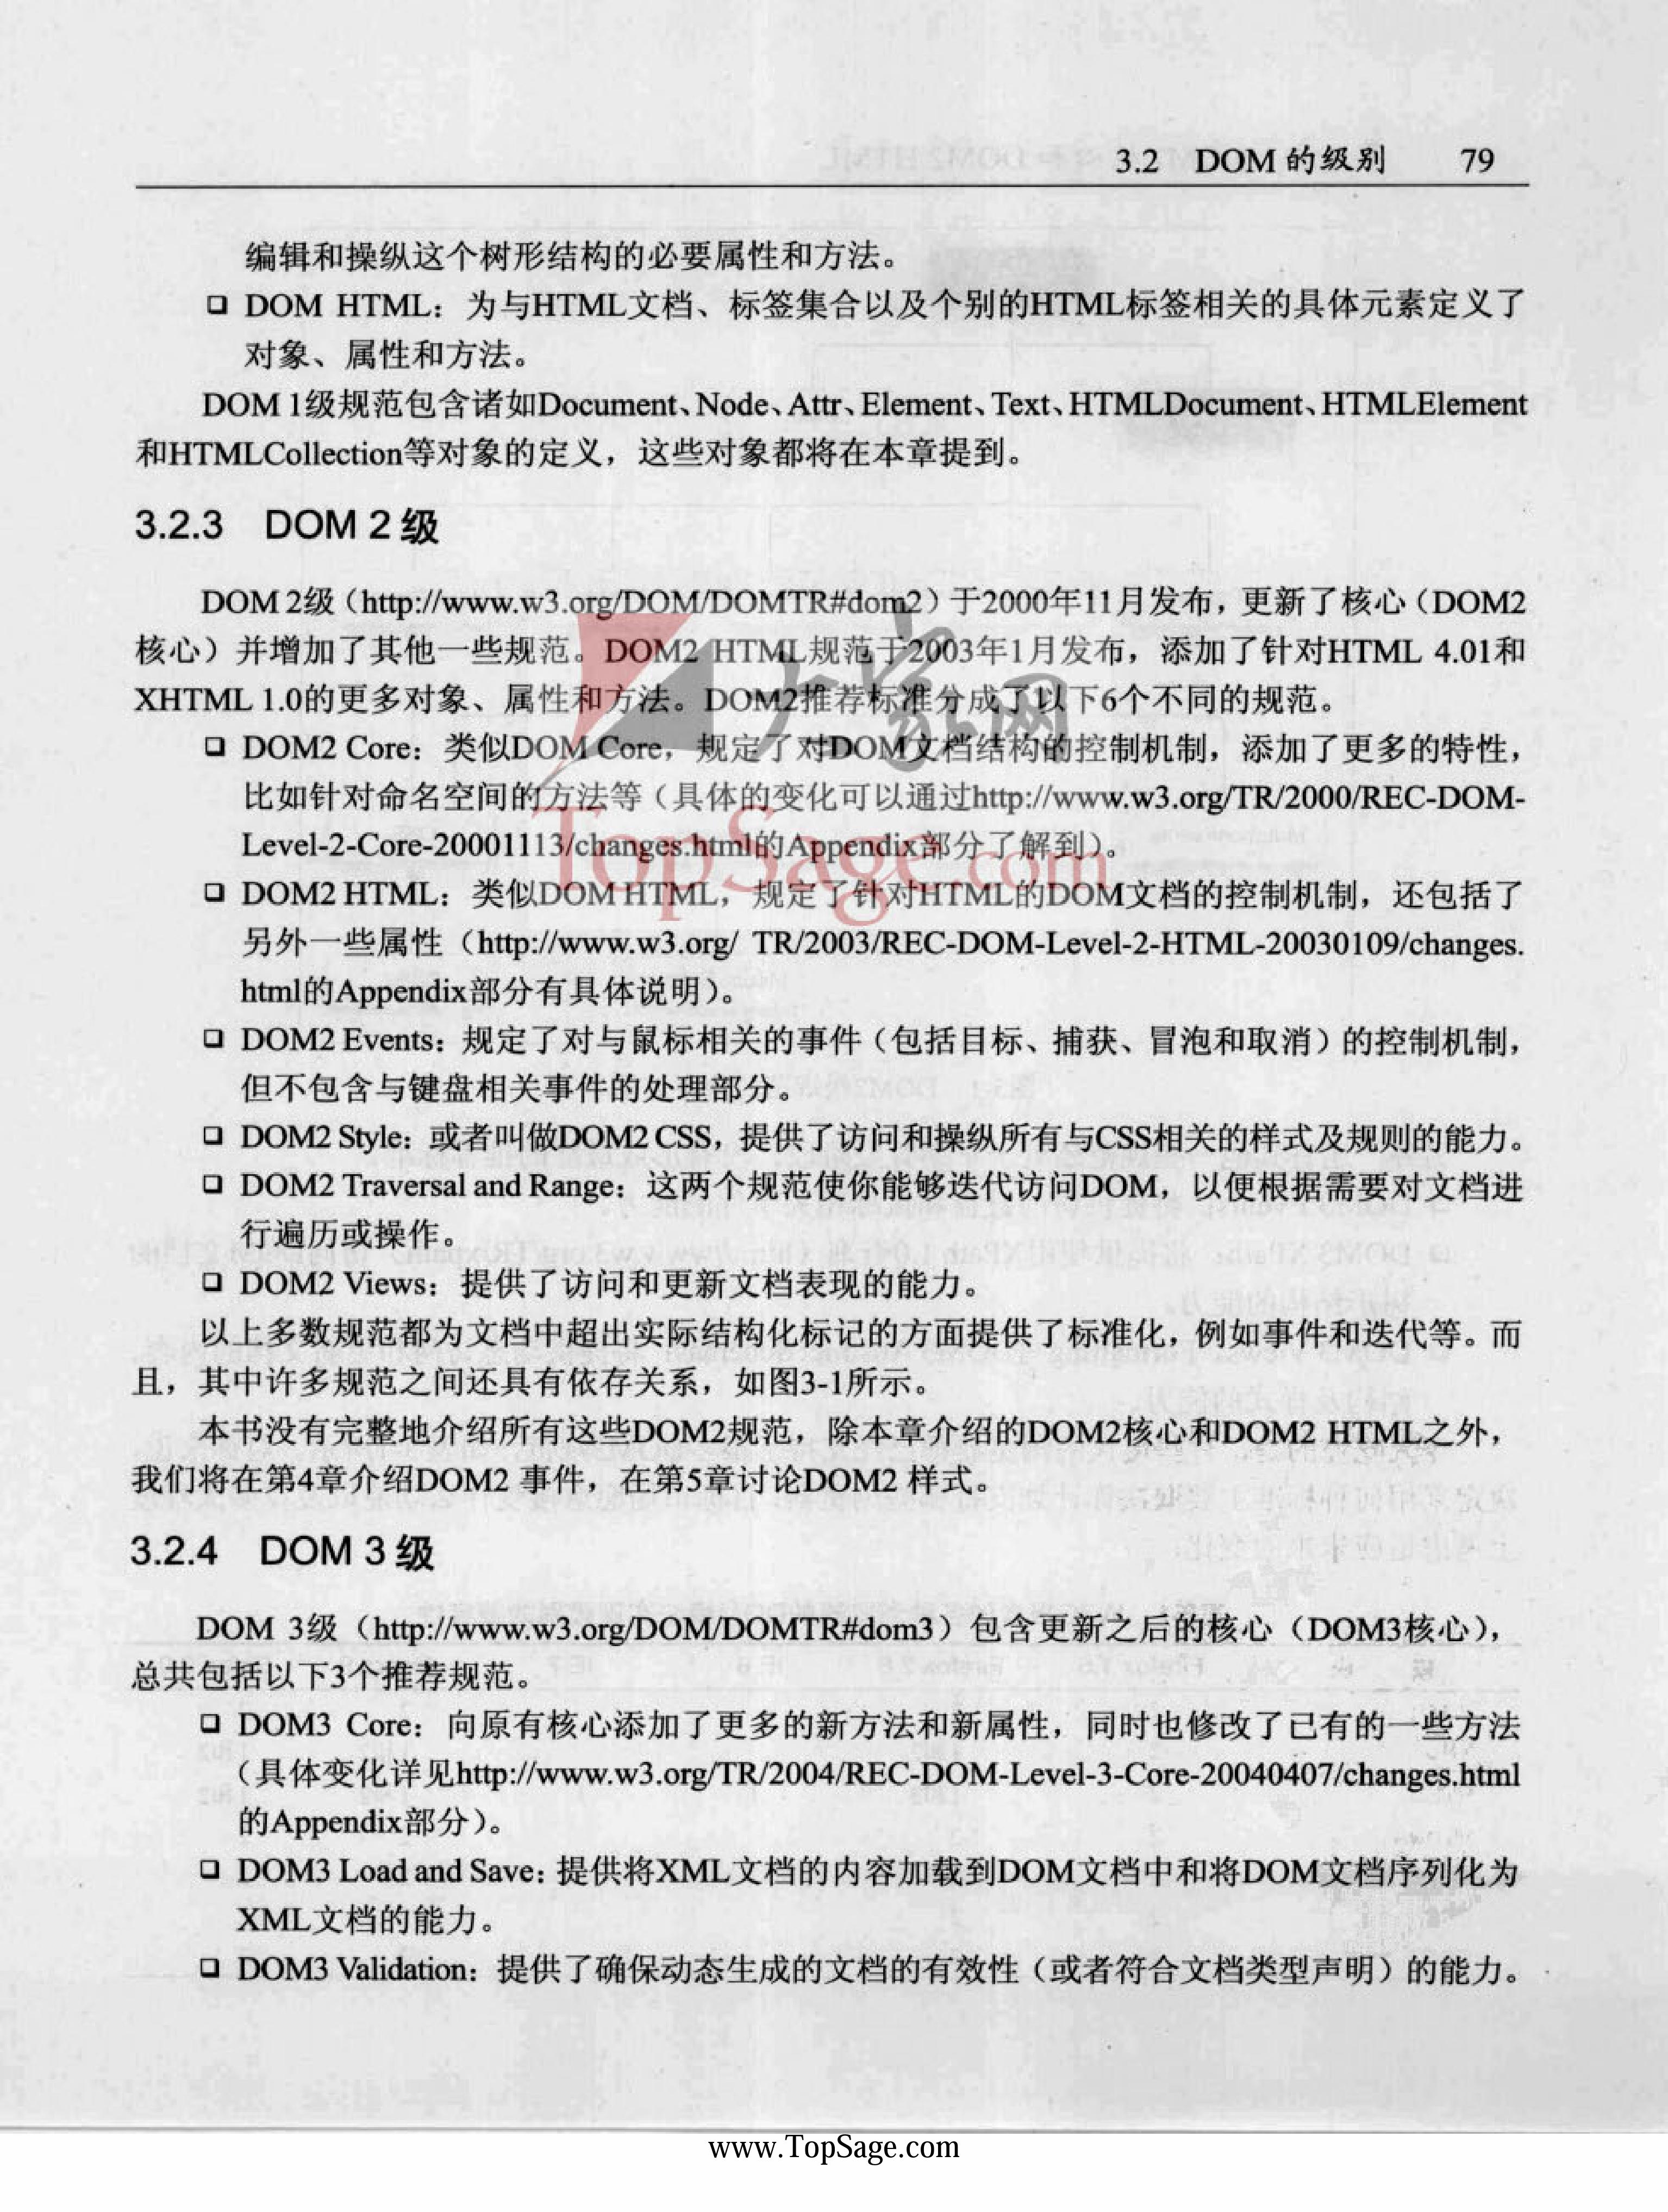 3.2 DOM 的级别 79
编辑和操纵这个树形结构的必要属性和方法。
❑ DOM HTML：为与HTML文档、标签集合以及个别的HTML标签相关的具体元素定义了
对象、属性和方法。
DOM 1级规范包含诸如Document、Node、Attr、Element、Text、HTMLDocument、HTMLElement
和HTMLCollection等对象的定义，这些对象都将在本章提到。
3.2.3 DOM 2 级
DOM 2级（http://www.w3.org/DOM/DOMTR#dom2）于2000年11月发布，更新了核心（DOM2
核心）并增加了其他一些规范。DOM2 HTML规范于2003年1月发布，添加了针对HTML 4.01和
XHTML 1.0的更多对象、属性和方法。DOM2推荐标准分成了以下6个不同的规范。
❑ DOM2 Core：类似DOM Core，规定了对DOM文档结构的控制机制，添加了更多的特性，
比如针对命名空间的方法等（具体的变化可以通过http://www.w3.org/TR/2000/REC-DOM-
Level-2-Core-20001113/changes.html的Appendix部分了解到）。
❑ DOM2 HTML：类似DOM HTML，规定了针对HTML的DOM文档的控制机制，还包括了
另外一些属性（http://www.w3.org/ TR/2003/REC-DOM-Level-2-HTML-20030109/changes.
html的Appendix部分有具体说明）。
❑ DOM2 Events：规定了对与鼠标相关的事件（包括目标、捕获、冒泡和取消）的控制机制，
但不包含与键盘相关事件的处理部分。
❑ DOM2 Style：或者叫做DOM2 CSS，提供了访问和操纵所有与CSS相关的样式及规则的能力。
❑ DOM2 Traversal and Range：这两个规范使你能够迭代访问DOM，以便根据需要对文档进
行遍历或操作。
❑ DOM2 Views：提供了访问和更新文档表现的能力。
以上多数规范都为文档中超出实际结构化标记的方面提供了标准化，例如事件和迭代等。而
且，其中许多规范之间还具有依存关系，如图3-1所示。
本书没有完整地介绍所有这些DOM2规范，除本章介绍的DOM2核心和DOM2 HTML之外，
我们将在第4章介绍DOM2 事件，在第5章讨论DOM2 样式。
3.2.4 DOM 3 级
DOM 3级（http://www.w3.org/DOM/DOMTR#dom3）包含更新之后的核心（DOM3核心），
总共包括以下3个推荐规范。
❑ DOM3 Core：向原有核心添加了更多的新方法和新属性，同时也修改了已有的一些方法
（具体变化详见http://www.w3.org/TR/2004/REC-DOM-Level-3-Core-20040407/changes.html
的Appendix部分）。
❑ DOM3 Load and Save：提供将XML文档的内容加载到DOM文档中和将DOM文档序列化为
XML文档的能力。
❑ DOM3 Validation：提供了确保动态生成的文档的有效性（或者符合文档类型声明）的能力。
大家网
TopSage.com
www.TopSage.com